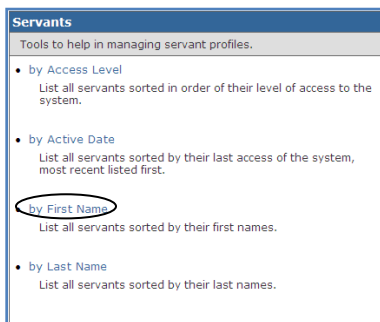 Servants
Tools to help in managing servant profiles.
by Access Level
List all servants sorted in order of their level of access to the
system.
by Active Date
List all servants sorted by their last access of the system,
most recent listed first.
by First Name
List all servants sorted by their first names.
by Last Name
List all servants sorted by their last names.